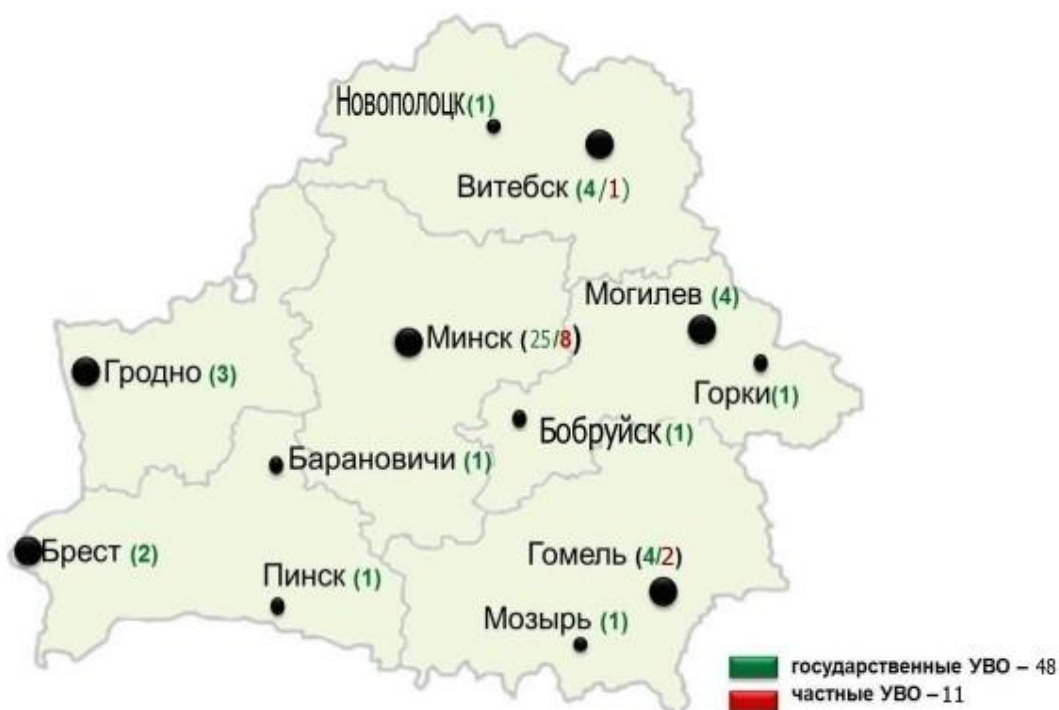 Новополоцк (1)
Витебск (4/1)
Могилев (4)
Минск (25/8)
Гродно (3)
Горки(1)
Бобруйск (1)
Барановичи (1)
Брест (2)
Гомель (4/2)
Пинск (1)
Мозырь (1)
государственные УВО – 48
частные УВО – 11